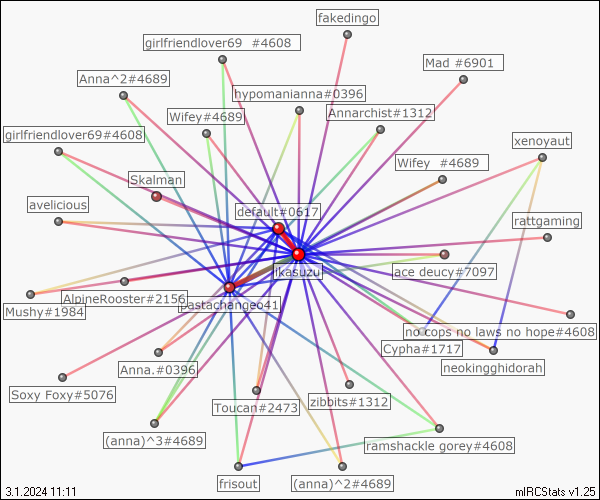 fakedingo
girlfriendlover69 #4608
Mad #6901
Anna^2#4689
hypomanianna#0396
Annarchist#1312
Wifey#4689
girlfriendlover69#4608
xenoyaut
Wifey #4689
Skalman
avelicious
default#0617
rattgaming
jikasuzu
ace deucy#7097
AlpineRooster#2156
pastachangeo41
Mushy#1984
no cops no laws no hope#4608
Cypha#1717
neokingghidorah
Anna.#0396
Soxy Foxy#5076
Toucan#2473
zibbits#1312
(anna)^3#4689
ramshackle gorey#4608
frisout
(anna)^2#4689
3.1.2024 11:11
mIRCStats v1.25